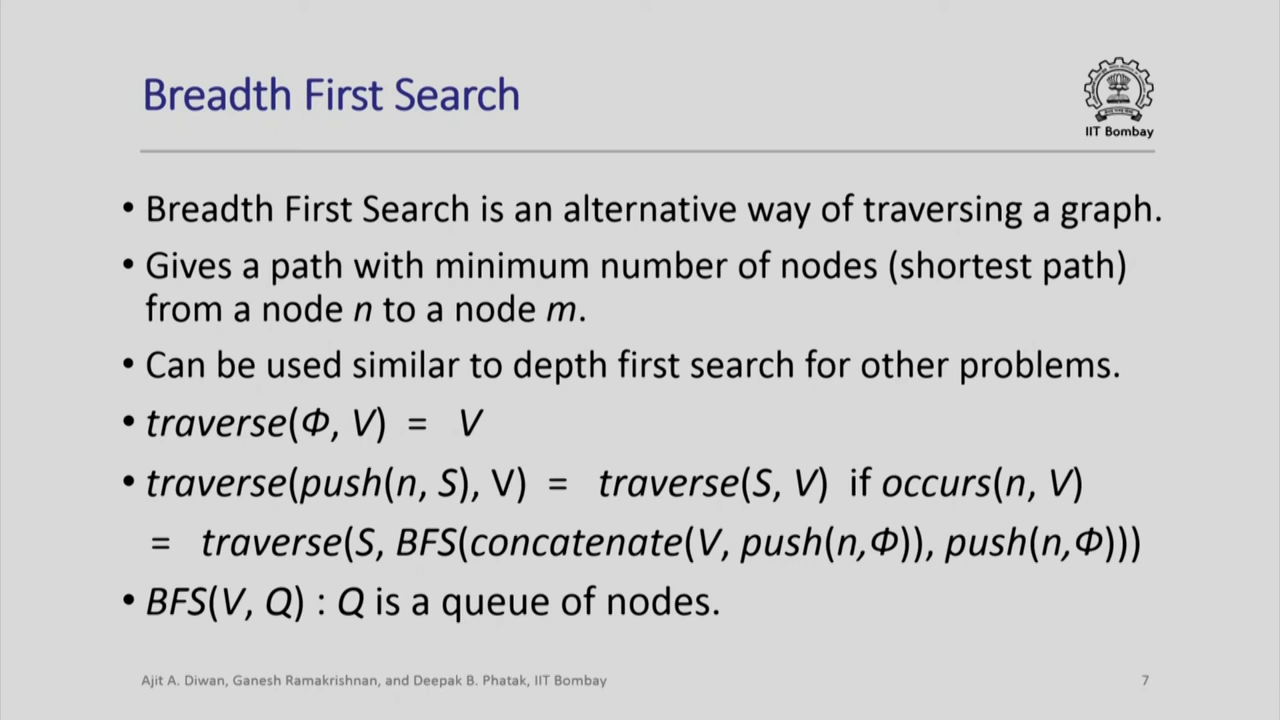 Breadth First Search
IIT Bombay
• Breadth First Search is an alternative way of traversing a graph.
• Gives a path with minimum number of nodes (shortest path)
from a node n to a node m.
• Can be used similar to depth first search for other problems.
• traverse(Φ, V) = V
• traverse(push(n, S), V) = traverse(S, V) if occurs(n, V)
= traverse(S, BFS(concatenate(V, push(n,Φ)), push(n,Φ)))
• BFS(V, Q) : Q is a queue of nodes.
Ajit A. Diwan, Ganesh Ramakrishnan, and Deepak B. Phatak, IIT Bombay
7